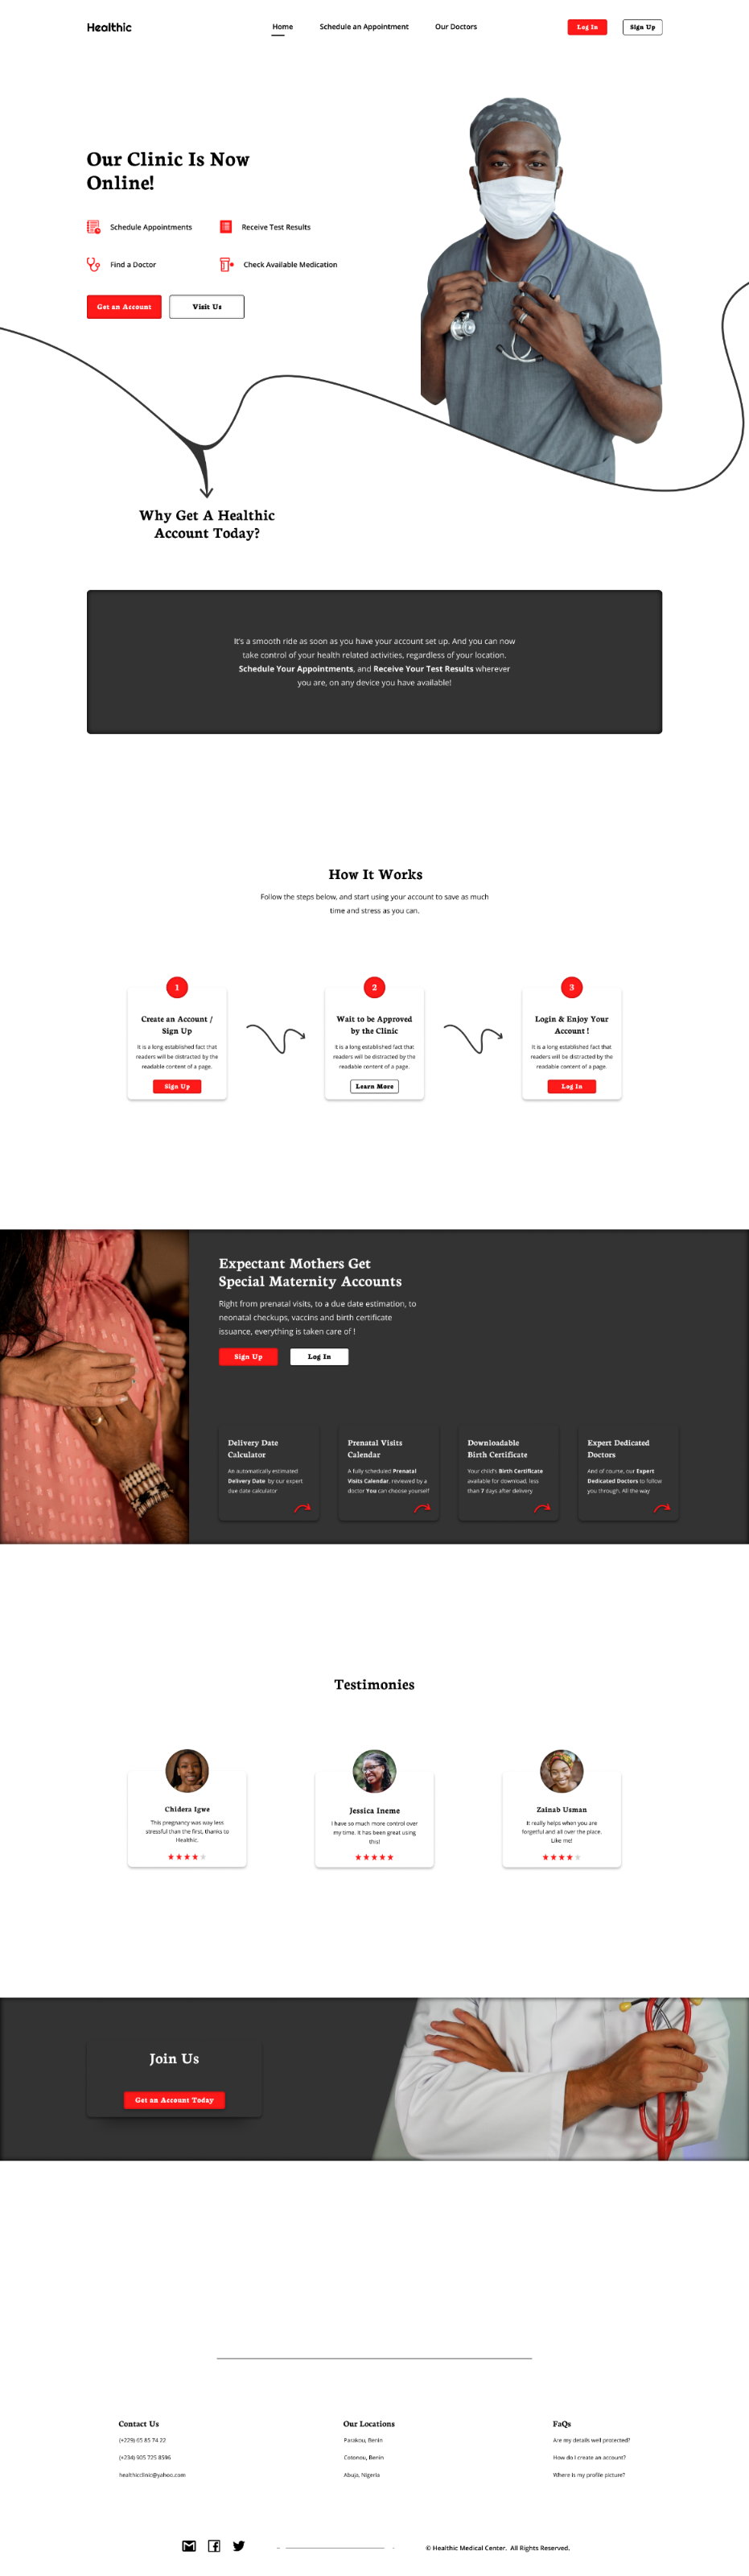 Healthic
Home
Schedule an Appointment
Our Doctors
Log In
Sign Up
Our Clinic Is Now
Online!
Schedule Appointments
Receive Test Results
Find a Doctor
Check Available Medication
Get an Account
Visit Us
Why Get A Healthic
Account Today?
It's a smooth ride as soon as you have your account set up. And you can now
take control of your health related activities, regardless of your location.
Schedule Your Appointments, and Receive Your Test Results wherever
you are, on any device you have available!
How It Works
Follow the steps below, and start using your account to save as much
time and stress as you can.
1
Create an Account /
Sign Up
It is a long established fact that
readers will be distracted by the
readable content of a page.
Sign Up
2
Wait to be Approved
by the Clinic
It is a long established fact that
readers will be distracted by the
readable content of a page.
Learn More
3
Login & Enjoy Your
Account !
It is a long established fact that
readers will be distracted by the
readable content of a page.
Log In
Expectant Mothers Get
Special Maternity Accounts
Right from prenatal visits, to a due date estimation, to
neonatal checkups, vaccins and birth certificate
issuance, everything is taken care of !
Sign Up
Log In
Delivery Date
Calculator
An automatically estimated
Delivery Date by our expert
due date calculator
Prenatal Visits
Calendar
A fully scheduled Prenatal
Visits Calendar, reviewed by a
doctor You can choose yourself
Downloadable
Birth Certificate
Your child's Birth Certificate
available for download, less
than 7 days after delivery
Expert Dedicated
Doctors
And of course, our Expert
Dedicated Doctors to follow
you through. All the way
Testimonies
Chidera Igwe
This pregnancy was way less
stressful than the first, thanks to
Healthic.
Jessica Ineme
I have so much more control over
my time. It has been great using
this!
Zainab Usman
It really helps when you are
forgetful and all over the place.
Like me!
Join Us
Get an Account Today
Contact Us
(+229) 65 85 74 22
(+234) 905 725 8596
healthicclinic@yahoo.com
Our Locations
Parakou, Benin
Cotonou, Benin
Abuja, Nigeria
FaQs
Are my details well protected?
How do I create an account?
Where is my profile picture?
© Healthic Medical Center. All Rights Reserved.